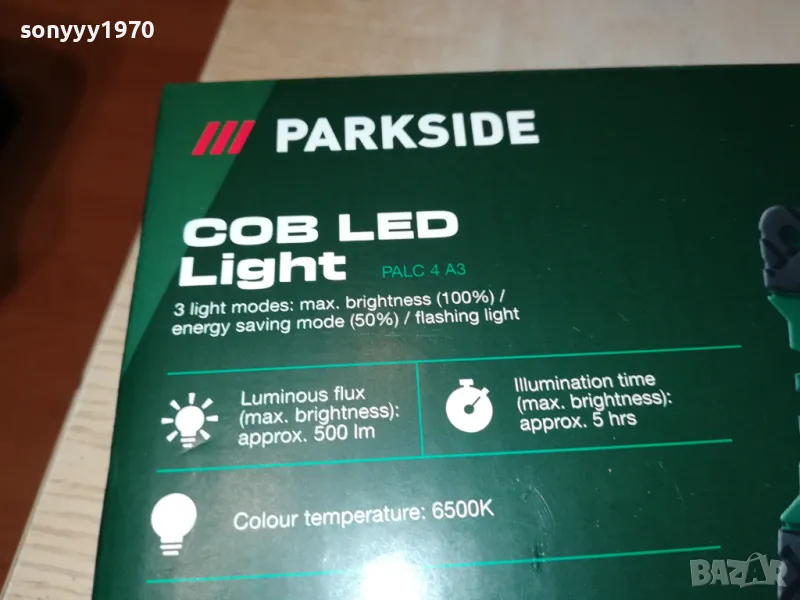 sonyyy1970
PARKSIDE
COB LED
Light PALC 4 A3
3 light modes: max. brightness (100%) /
energy saving mode (50%) / flashing light
Luminous flux
(max. brightness):
approx. 500 lm
Illumination time
(max. brightness):
approx. 5 hrs
Colour temperature: 6500K
BAZAR